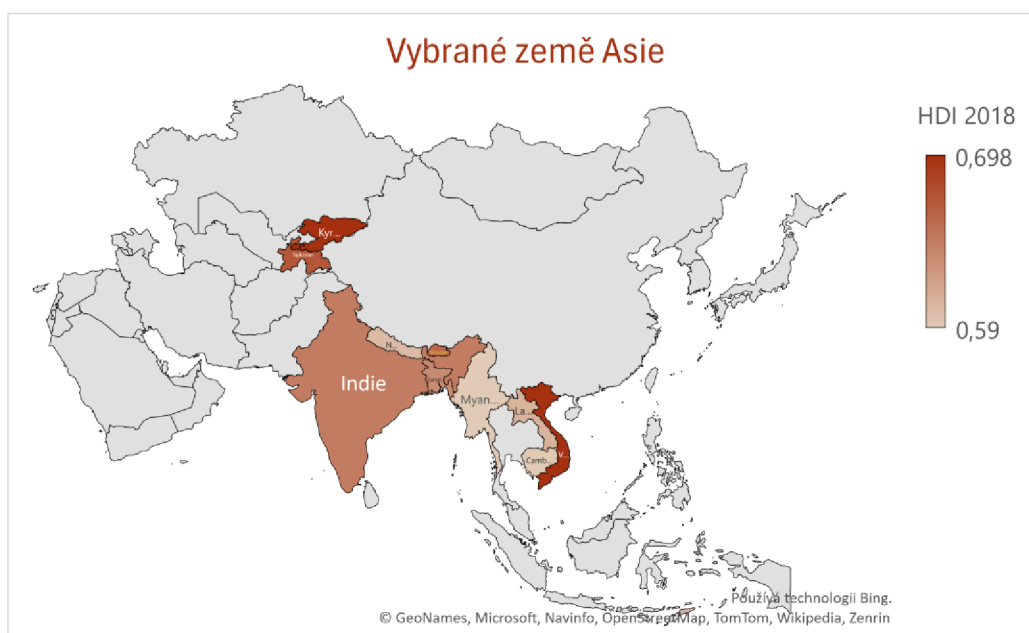 Vybrané země Asie
HDI 2018
0,698
0,59
Kyr...
Tajikistan
N...
Indie
Myan...
La...
Camb...
V...
Používá technologii Bing.
© GeoNames, Microsoft, Navinfo, OpenStreetMap, TomTom, Wikipedia, Zenrin